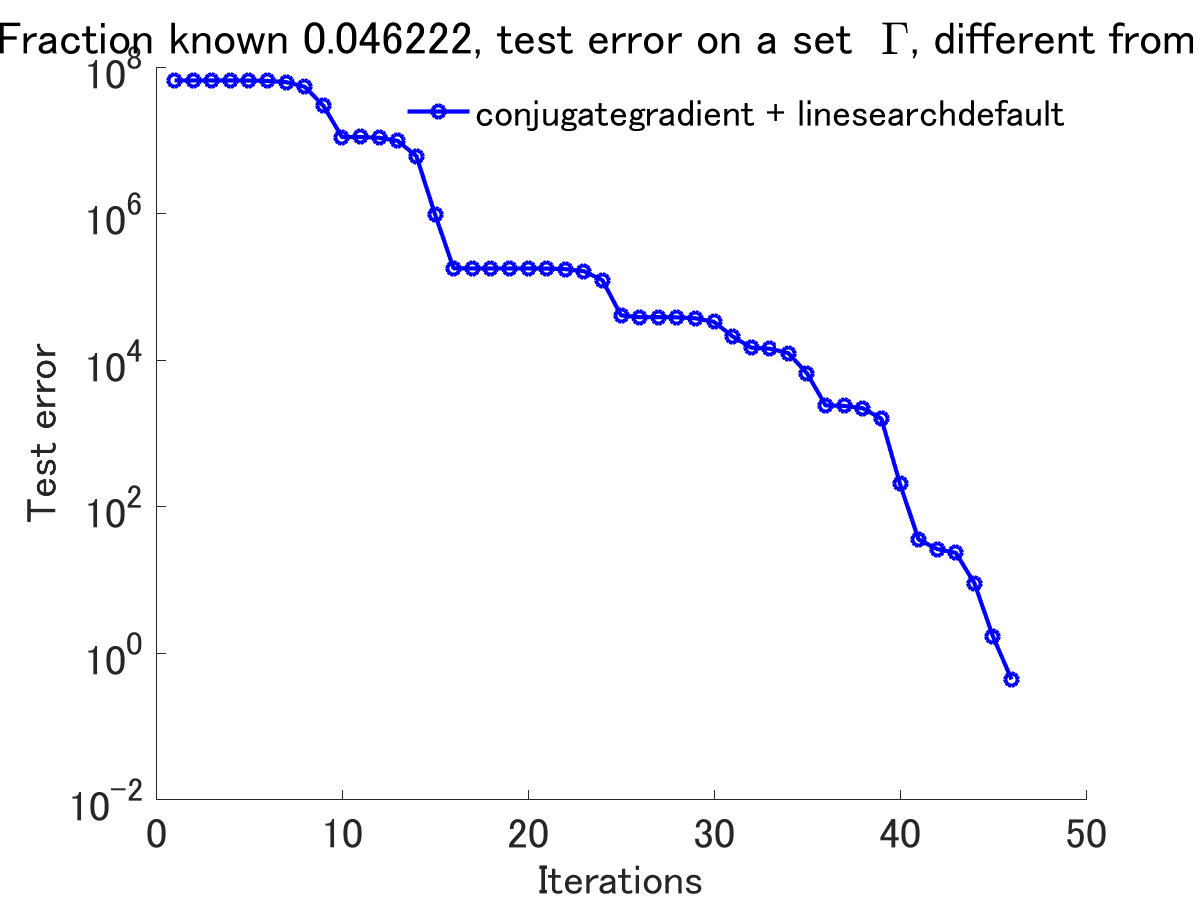 Fraction known 0.046222, test error on a set Γ, different from
10^8
conjugategradient + linesearchdefault
10^6
10^4
Test error
10^2
10^0
10^-2
0 10 20 30 40 50
Iterations